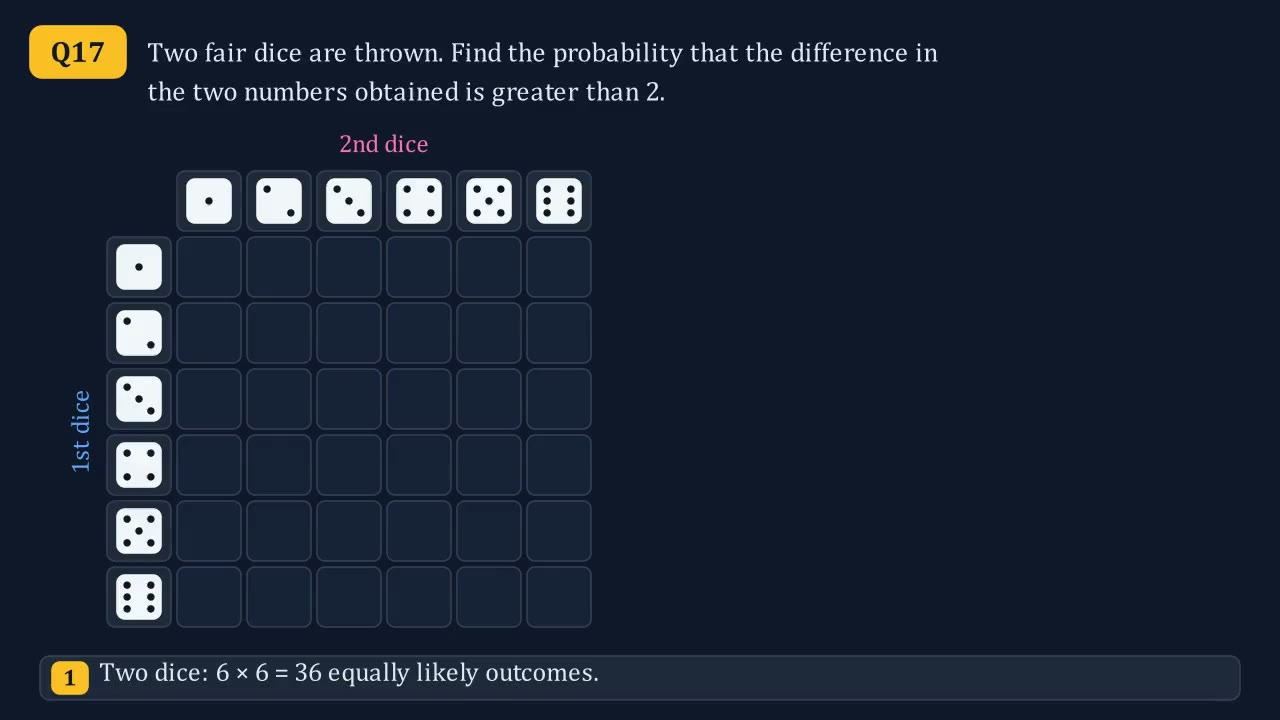 Q17
Two fair dice are thrown. Find the probability that the difference in
the two numbers obtained is greater than 2.
2nd dice
1st dice
1 Two dice: 6 × 6 = 36 equally likely outcomes.